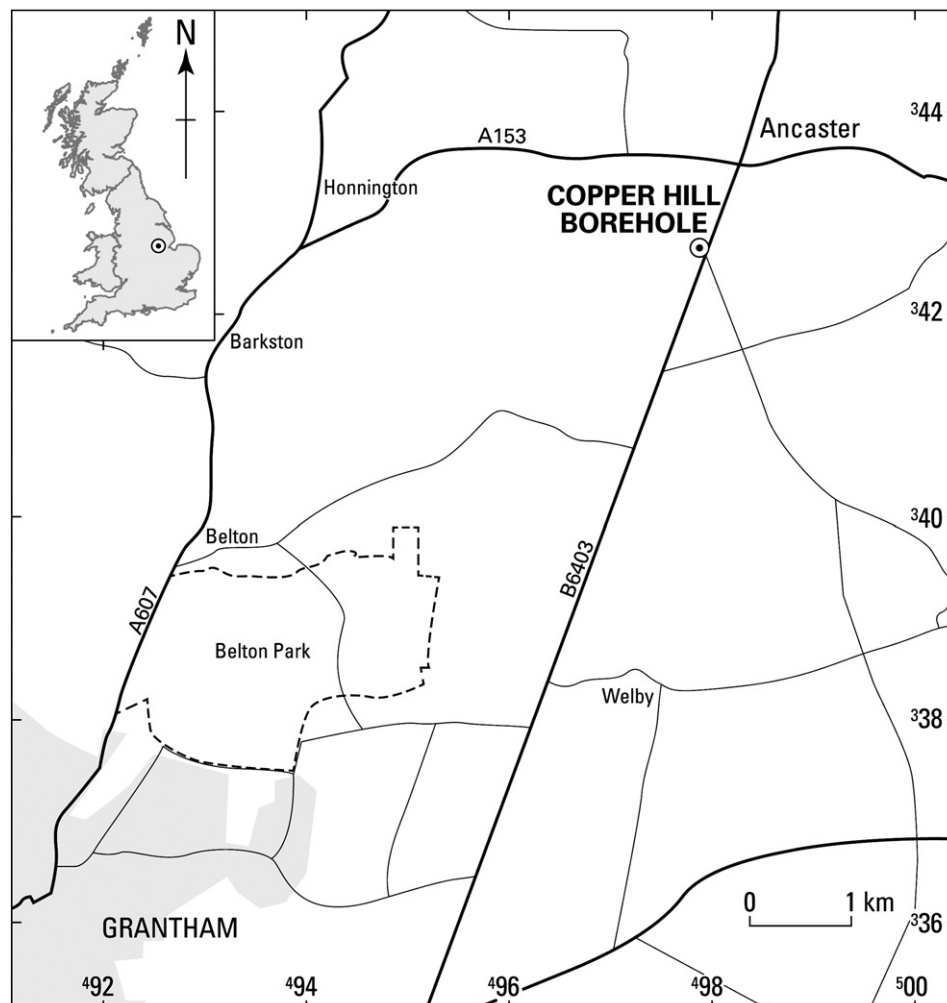 N
³44
A153
Ancaster
Honnington
COPPER HILL
BOREHOLE
³42
Barkston
³40
Belton
B6403
A607
Belton Park
Welby
³38
0 1 km
³36
GRANTHAM
⁴92
⁴94
⁴96
⁴98
⁵00